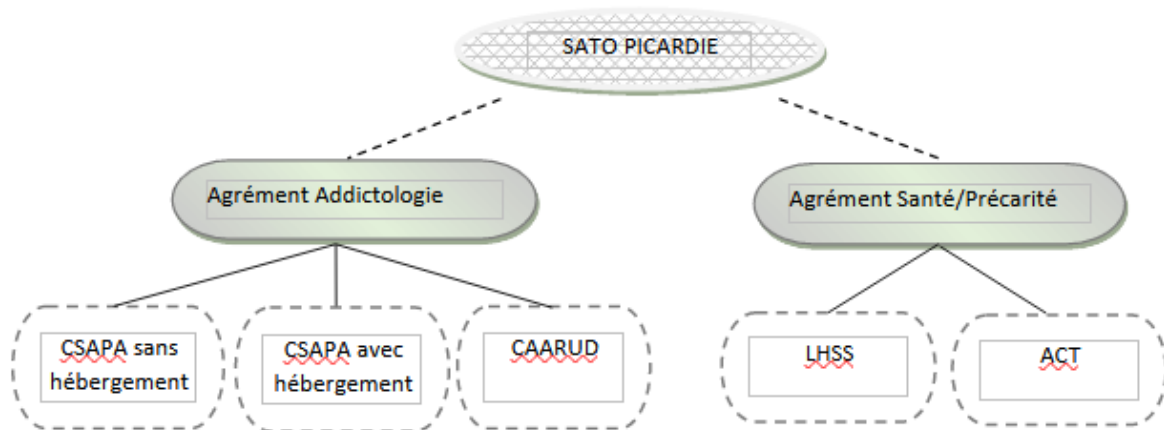 SATO PICARDIE
Agrément Addictologie
Agrément Santé/Précarité
CSAPA sans
hébergement
CSAPA avec
hébergement
CAARUD
LHSS
ACT